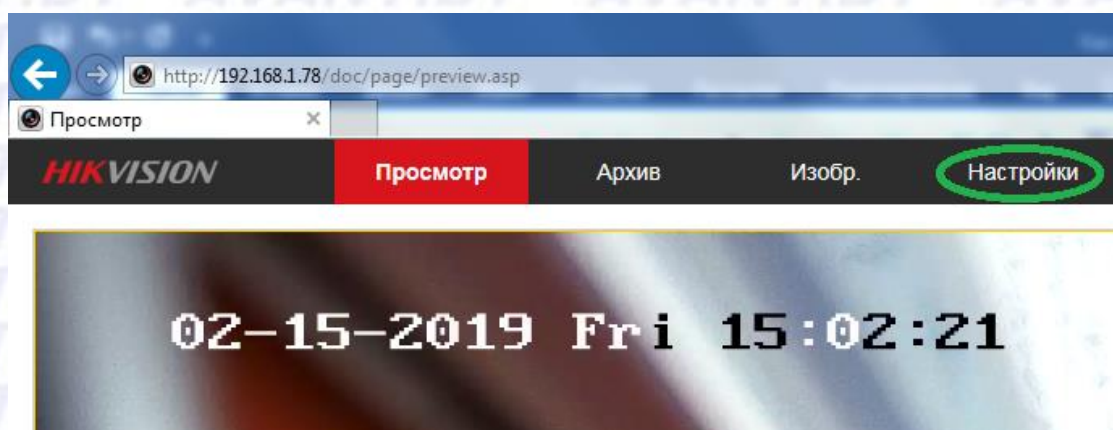 http://192.168.1.78/doc/page/preview.asp
Просмотр
HIKVISION Просмотр Архив Изобр. Настройки
02-15-2019 Fri 15:02:21